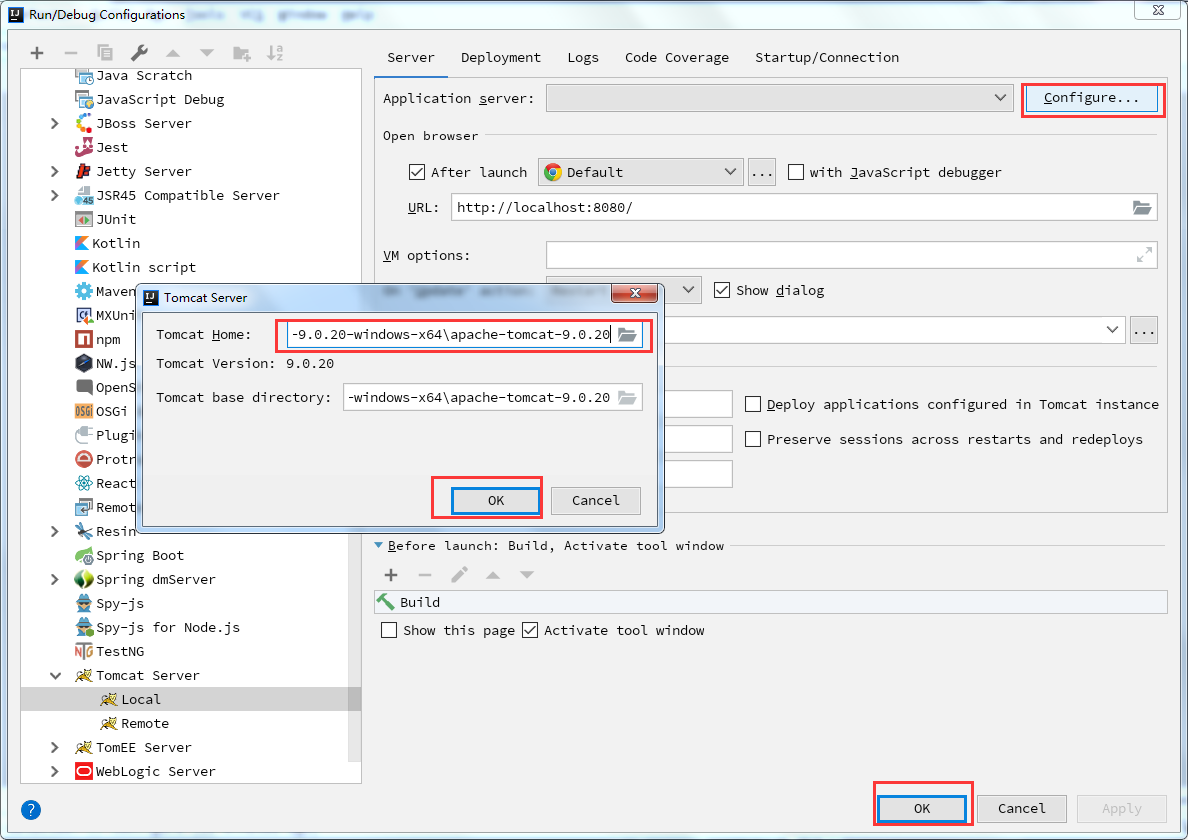 Run/Debug Configurations
Java Scratch
JavaScript Debug
JBoss Server
Jest
Jetty Server
JSR45 Compatible Server
JUnit
Kotlin
Kotlin script
Maven
MXUni
npm
NW.js
OpenS
OSGi
Plugi
Protr
React
Remot
Resin
Spring Boot
Spring dmServer
Spy-js
Spy-js for Node.js
TestNG
Tomcat Server
Local
Remote
TomEE Server
WebLogic Server
Server Deployment Logs Code Coverage Startup/Connection
Application server: Configure...
Open browser
After launch Default ... with JavaScript debugger
URL: http://localhost:8080/
VM options:
On "Update" action: Restart Show dialog
...
Deploy applications configured in Tomcat instance
Preserve sessions across restarts and redeploys
Tomcat Server
Tomcat Home: -9.0.20-windows-x64\apache-tomcat-9.0.20
Tomcat Version: 9.0.20
Tomcat base directory: -windows-x64\apache-tomcat-9.0.20
OK Cancel
Before launch: Build, Activate tool window
Build
Show this page Activate tool window
? OK Cancel Apply